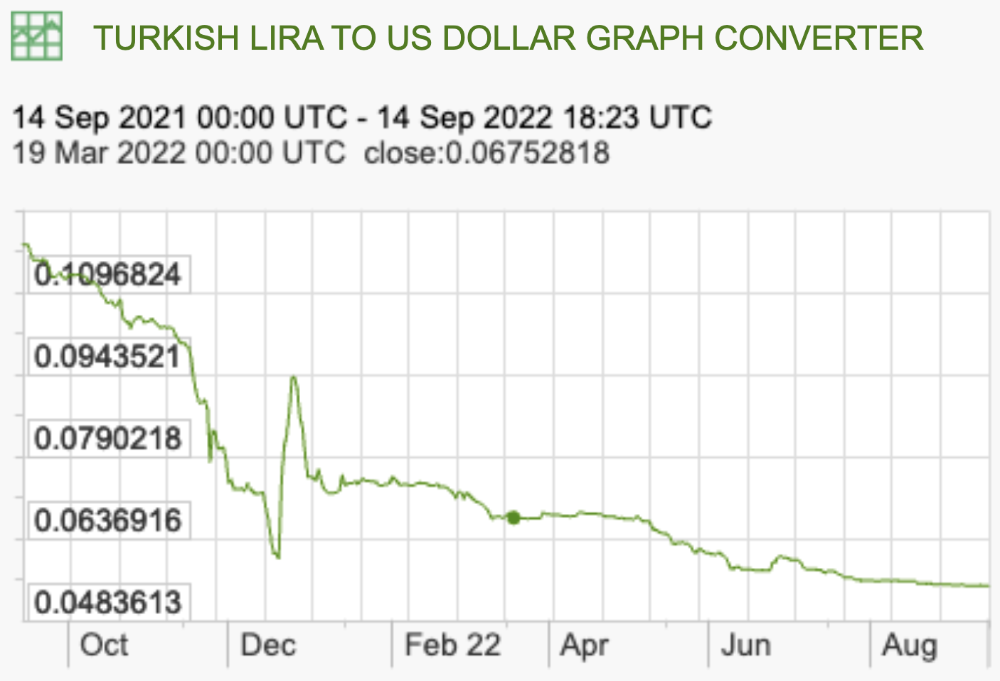 TURKISH LIRA TO US DOLLAR GRAPH CONVERTER
14 Sep 2021 00:00 UTC - 14 Sep 2022 18:23 UTC
19 Mar 2022 00:00 UTC close:0.06752818
0.1096824
0.0943521
0.0790218
0.0636916
0.0483613
Oct Dec Feb 22 Apr Jun Aug